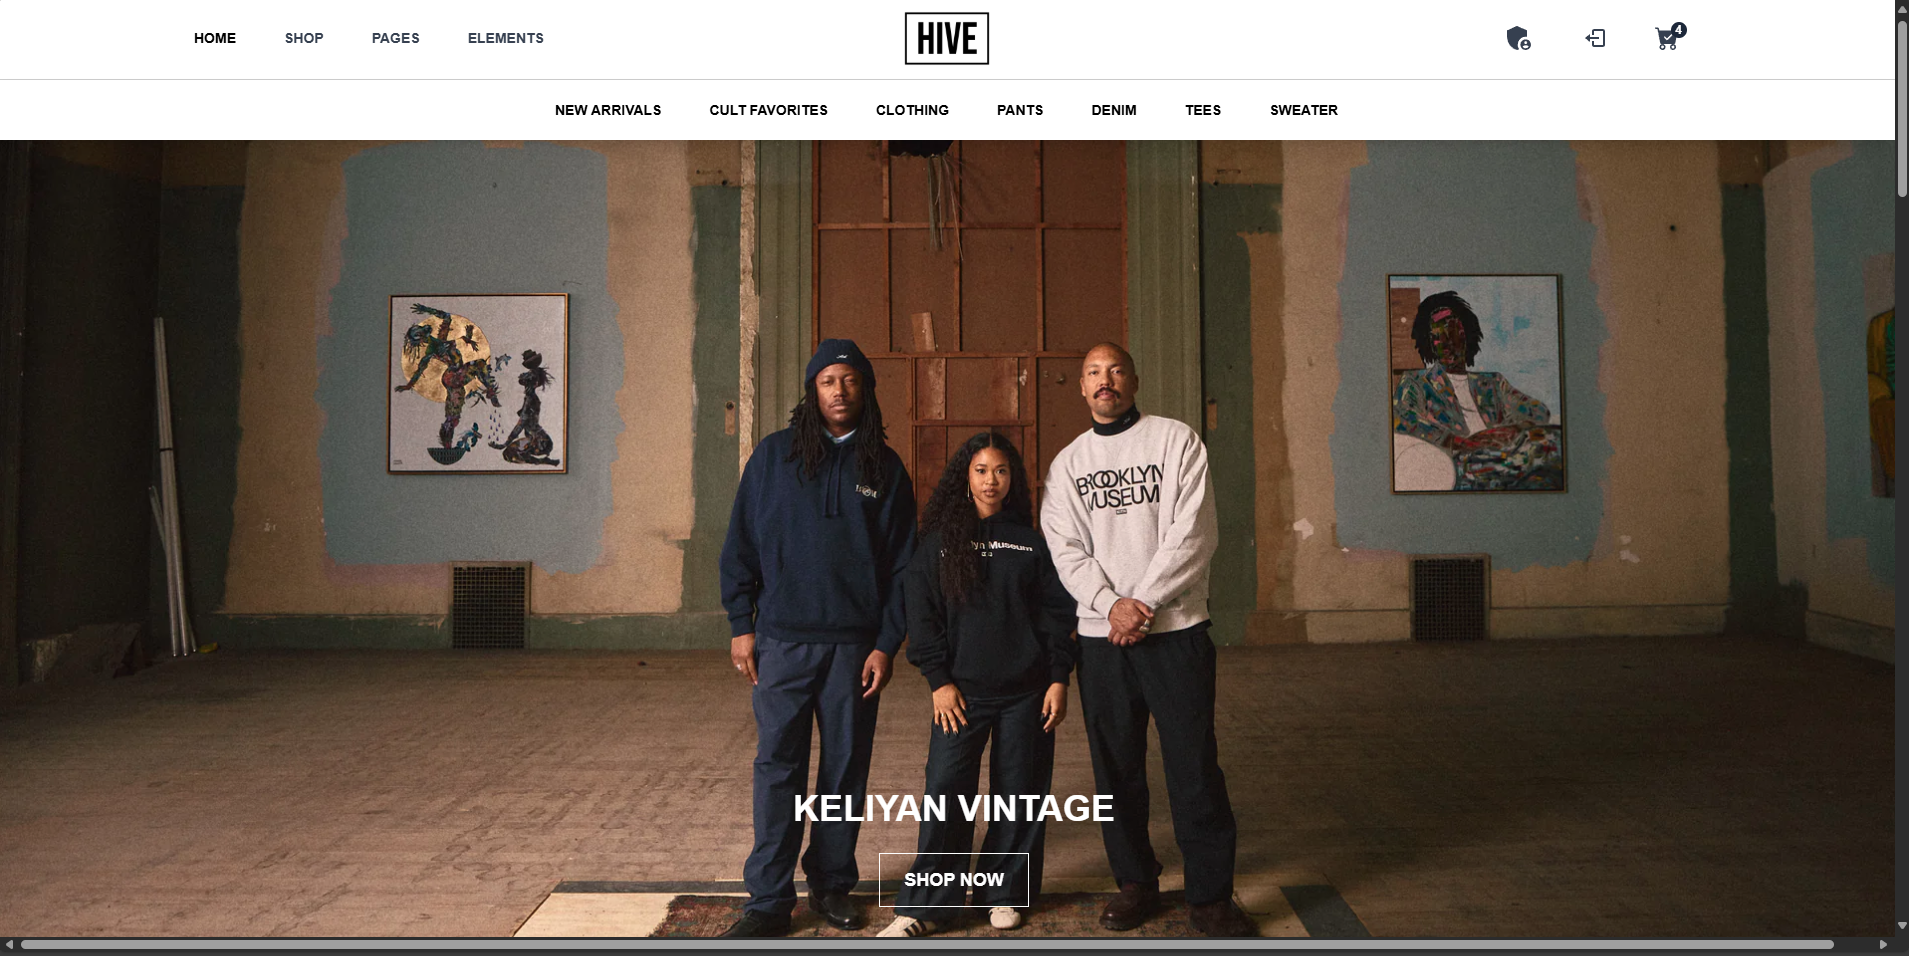 HOME SHOP PAGES ELEMENTS HIVE 4
NEW ARRIVALS CULT FAVORITES CLOTHING PANTS DENIM TEES SWEATER
BROOKLYN
MUSEUM
Museum
KELIYAN VINTAGE
SHOP NOW